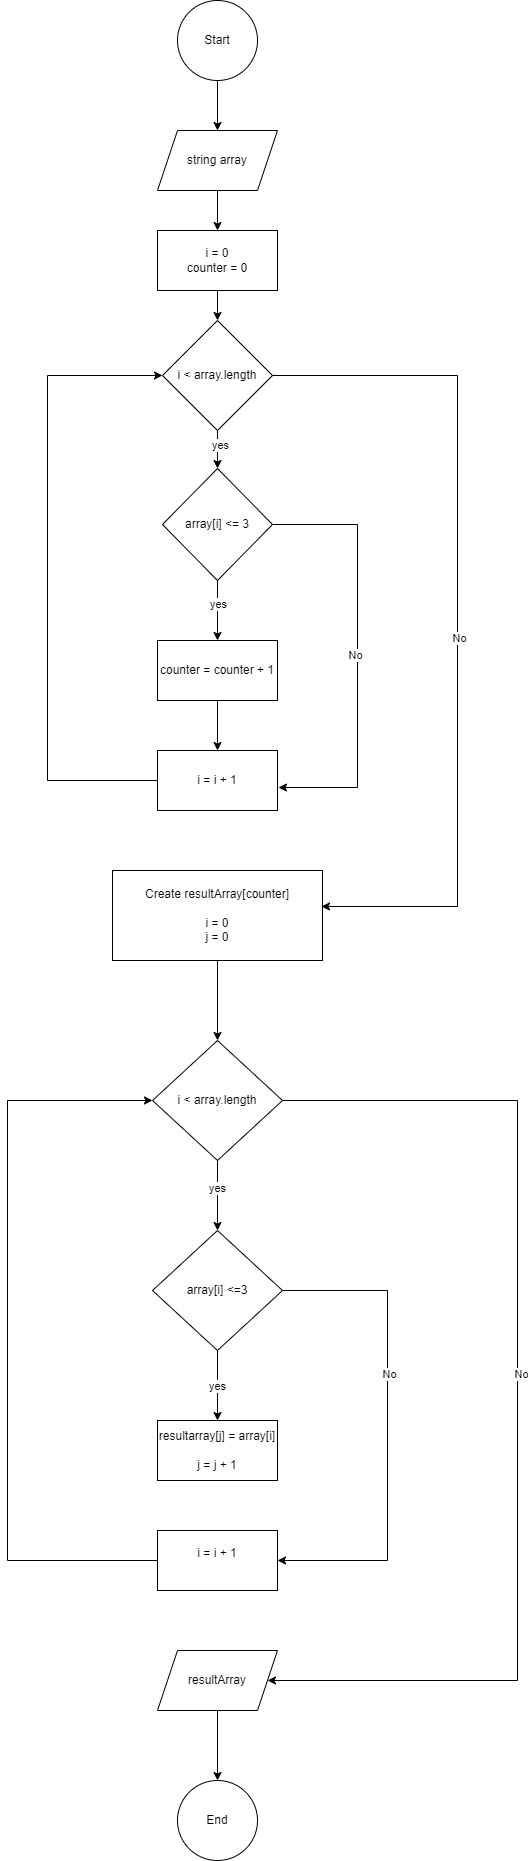 Start
string array
i = 0
counter = 0
i < array.length
yes
array[i] <= 3
yes
No
No
counter = counter + 1
i = i + 1
Create resultArray[counter]
i = 0
j = 0
i < array.length
yes
array[i] <=3
yes
No
No
resultarray[j] = array[i]
j = j + 1
i = i + 1
resultArray
End